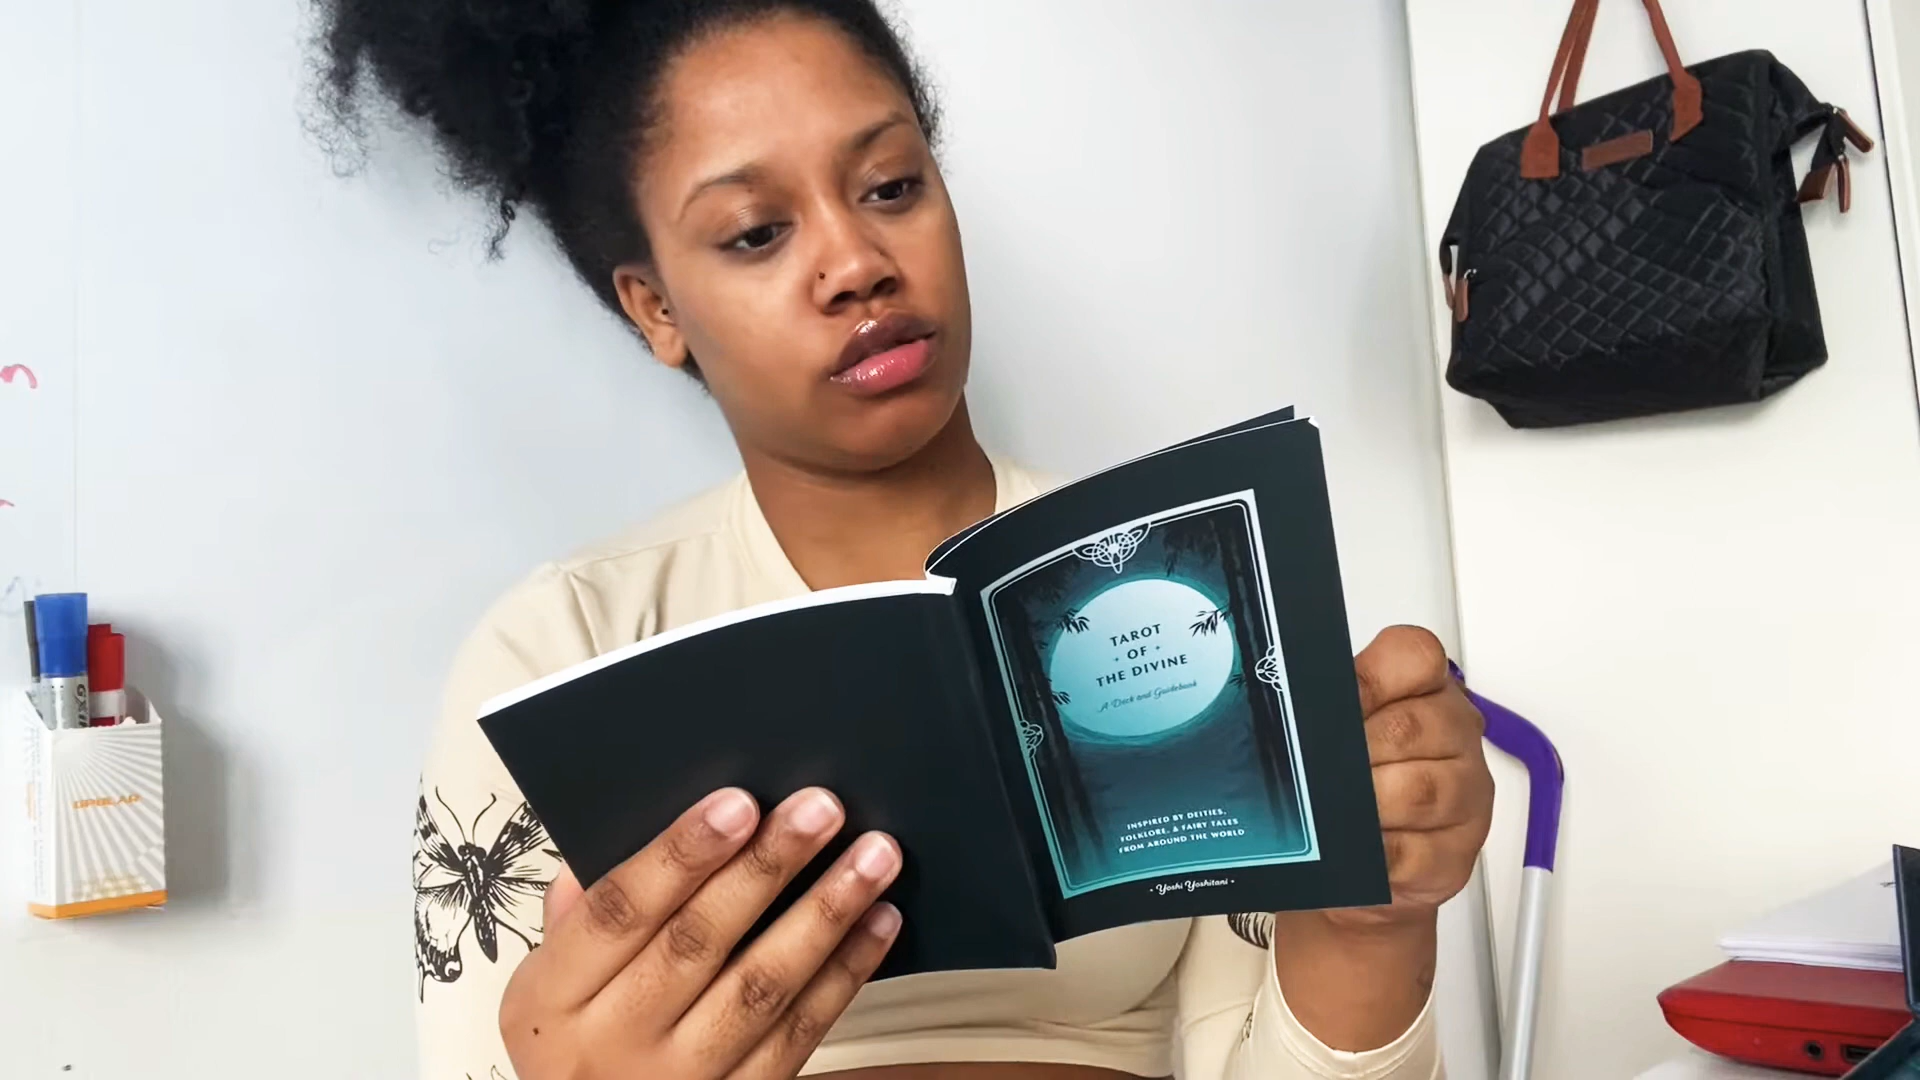 TAROT
OF
THE DIVINE
A Deck and Guidebook
INSPIRED BY DEITIES,
FOLKLORE, & FAIRY TALES
FROM AROUND THE WORLD
• Yoshi Yoshitani •